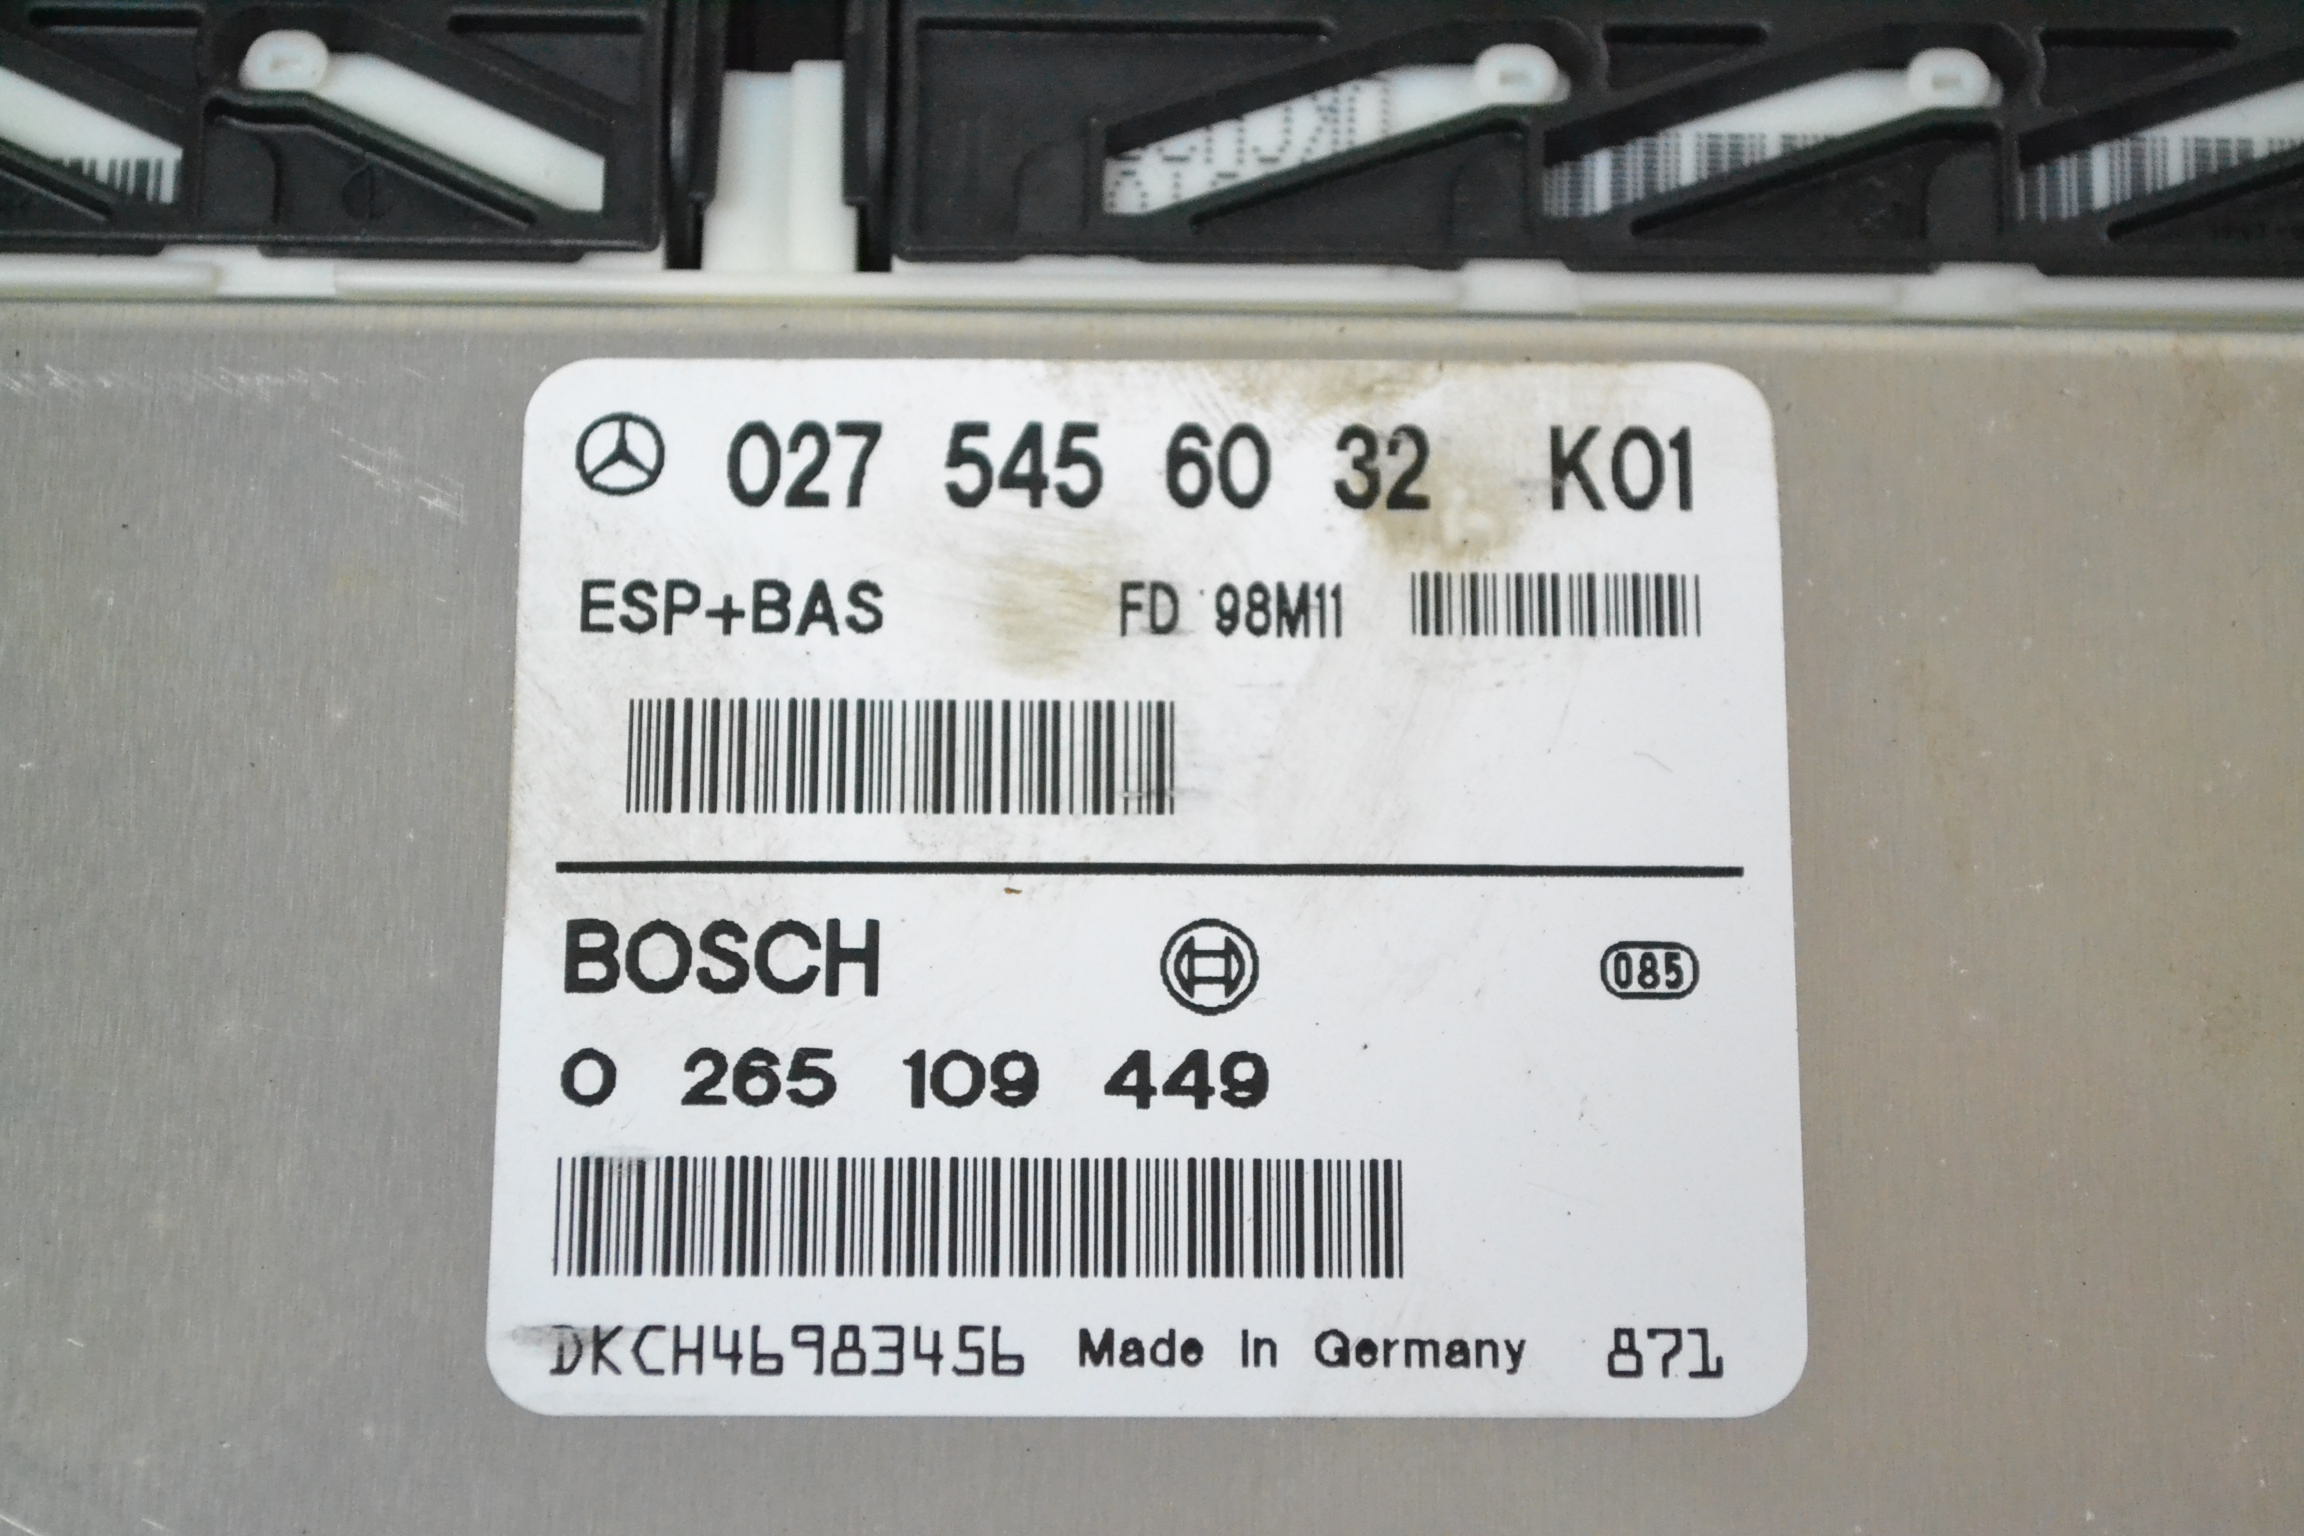 027 545 60 32 K01
ESP+BAS FD 98M11
BOSCH 085
0 265 109 449
DKCH46983456 Made In Germany 871